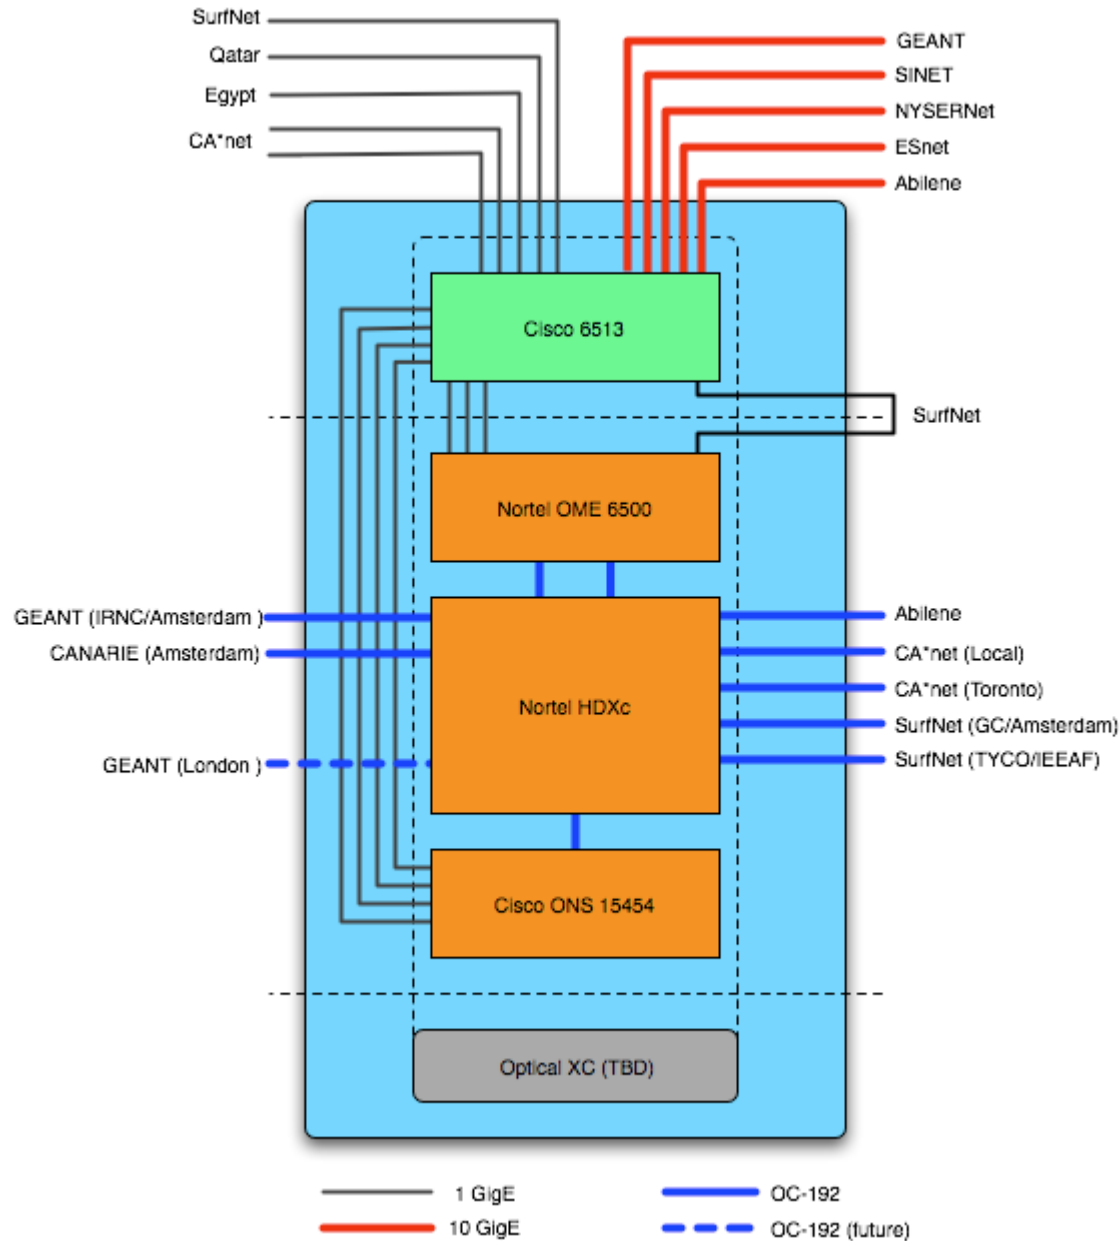 SurfNet
Qatar
Egypt
CA*net
GEANT
SINET
NYSERNet
ESnet
Abilene
Cisco 6513
SurfNet
Nortel OME 6500
GEANT (IRNC/Amsterdam )
CANARIE (Amsterdam)
GEANT (London )
Nortel HDXc
Abilene
CA*net (Local)
CA*net (Toronto)
SurfNet (GC/Amsterdam)
SurfNet (TYCO/IEEAF)
Cisco ONS 15454
Optical XC (TBD)
1 GigE
10 GigE
OC-192
OC-192 (future)